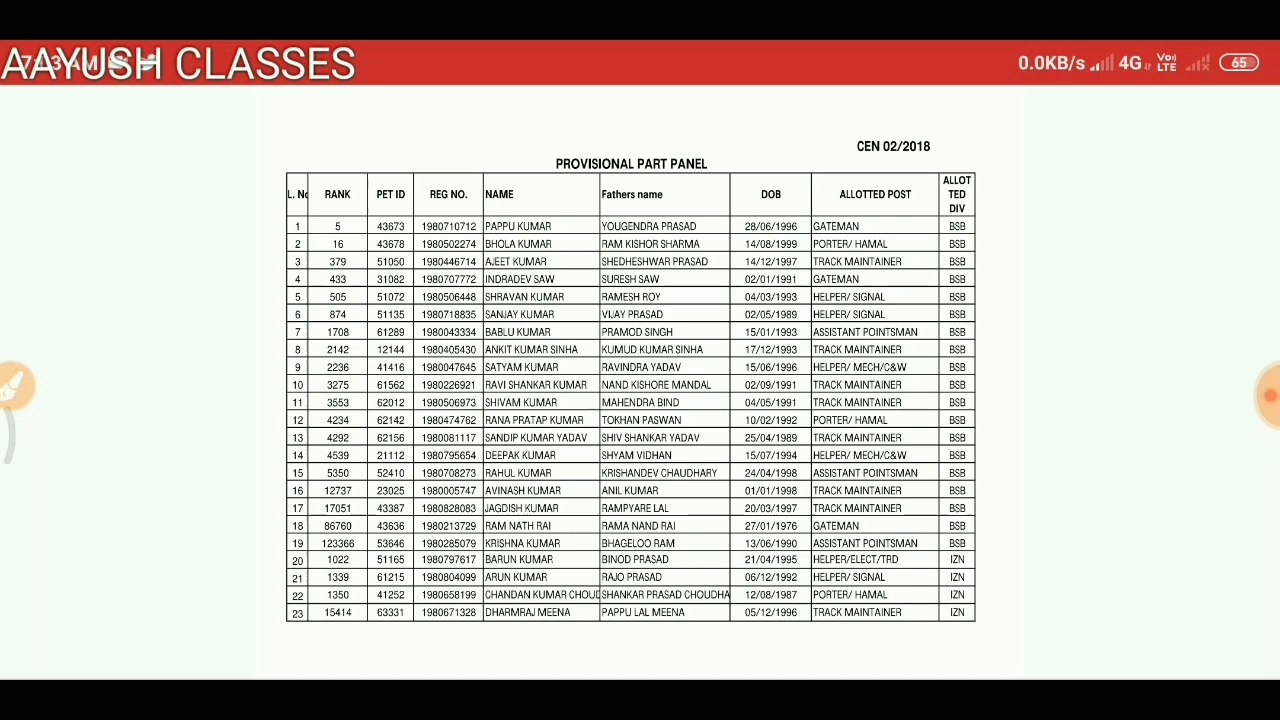 AAYUSH CLASSES
0.0KB/s 4G Vo) LTE 65
CEN 02/2018
PROVISIONAL PART PANEL
L. No RANK PET ID REG NO. NAME Fathers name DOB ALLOTTED POST ALLOT TED DIV
1 5 43673 1980710712 PAPPU KUMAR YOUGENDRA PRASAD 28/06/1996 GATEMAN BSB
2 16 43678 1980502274 BHOLA KUMAR RAM KISHOR SHARMA 14/08/1999 PORTER/ HAMAL BSB
3 379 51050 1980446714 AJEET KUMAR SHEDHESHWAR PRASAD 14/12/1997 TRACK MAINTAINER BSB
4 433 31082 1980707772 INDRADEV SAW SURESH SAW 02/01/1991 GATEMAN BSB
5 505 51072 1980506448 SHRAVAN KUMAR RAMESH ROY 04/03/1993 HELPER/ SIGNAL BSB
6 874 51135 1980718835 SANJAY KUMAR VIJAY PRASAD 02/05/1989 HELPER/ SIGNAL BSB
7 1708 61289 1980043334 BABLU KUMAR PRAMOD SINGH 15/01/1993 ASSISTANT POINTSMAN BSB
8 2142 12144 1980405430 ANKIT KUMAR SINHA KUMUD KUMAR SINHA 17/12/1993 TRACK MAINTAINER BSB
9 2236 41416 1980047645 SATYAM KUMAR RAVINDRA YADAV 15/06/1996 HELPER/ MECH/C&W BSB
10 3275 61562 1980226921 RAVI SHANKAR KUMAR NAND KISHORE MANDAL 02/09/1991 TRACK MAINTAINER BSB
11 3553 62012 1980506973 SHIVAM KUMAR MAHENDRA BIND 04/05/1991 TRACK MAINTAINER BSB
12 4234 62142 1980474762 RANA PRATAP KUMAR TOKHAN PASWAN 10/02/1992 PORTER/ HAMAL BSB
13 4292 62156 1980081117 SANDIP KUMAR YADAV SHIV SHANKAR YADAV 25/04/1989 TRACK MAINTAINER BSB
14 4539 21112 1980795654 DEEPAK KUMAR SHYAM VIDHAN 15/07/1994 HELPER/ MECH/C&W BSB
15 5350 52410 1980708273 RAHUL KUMAR KRISHANDEV CHAUDHARY 24/04/1998 ASSISTANT POINTSMAN BSB
16 12737 23025 1980005747 AVINASH KUMAR ANIL KUMAR 01/01/1998 TRACK MAINTAINER BSB
17 17051 43387 1980828083 JAGDISH KUMAR RAMPYARE LAL 20/03/1997 TRACK MAINTAINER BSB
18 86760 43636 1980213729 RAM NATH RAI RAMA NAND RAI 27/01/1976 GATEMAN BSB
19 123366 53646 1980285079 KRISHNA KUMAR BHAGELOO RAM 13/06/1990 ASSISTANT POINTSMAN BSB
20 1022 51165 1980797617 BARUN KUMAR BINOD PRASAD 21/04/1995 HELPER/ELECT/TRD IZN
21 1339 61215 1980804099 ARUN KUMAR RAJO PRASAD 06/12/1992 HELPER/ SIGNAL IZN
22 1350 41252 1980658199 CHANDAN KUMAR CHOUD SHANKAR PRASAD CHOUDHA 12/08/1987 PORTER/ HAMAL IZN
23 15414 63331 1980671328 DHARMRAJ MEENA PAPPU LAL MEENA 05/12/1996 TRACK MAINTAINER IZN